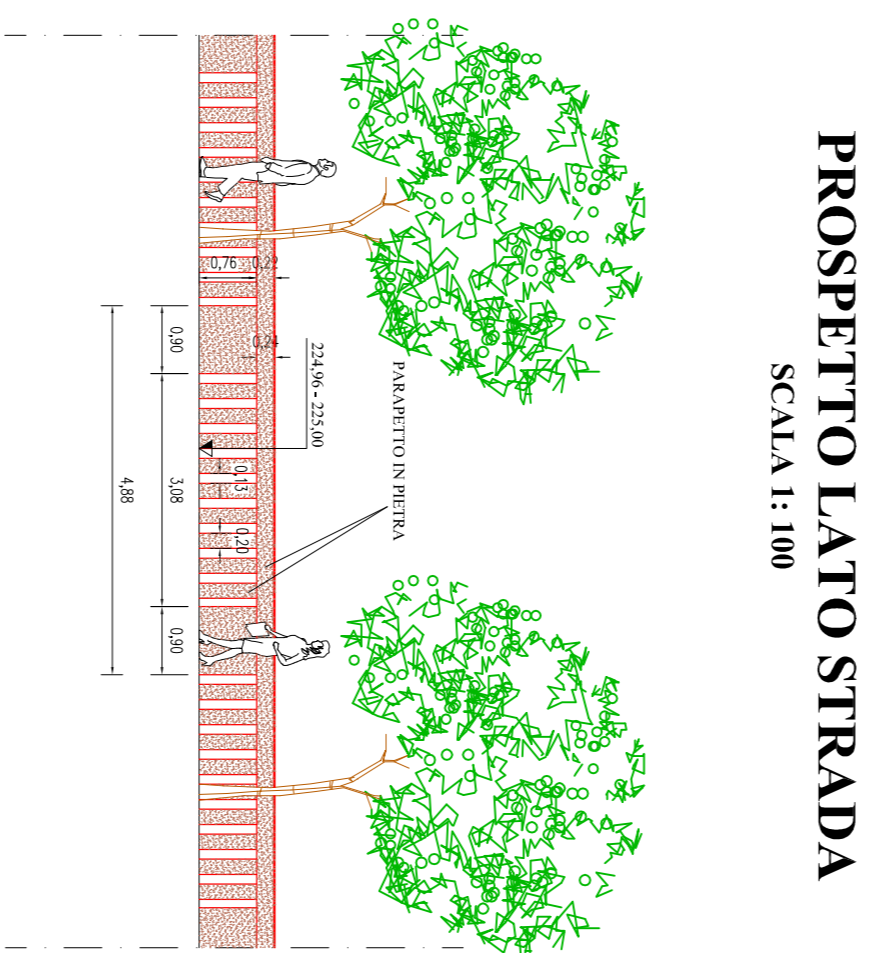 PROSPETTO LATO STRADA
SCALA 1: 100
PARAPETTO IN PIETRA
224,96 - 225,00
0,22
0,76
0,24
0,13
0,20
0,90
3,08
0,90
4,88